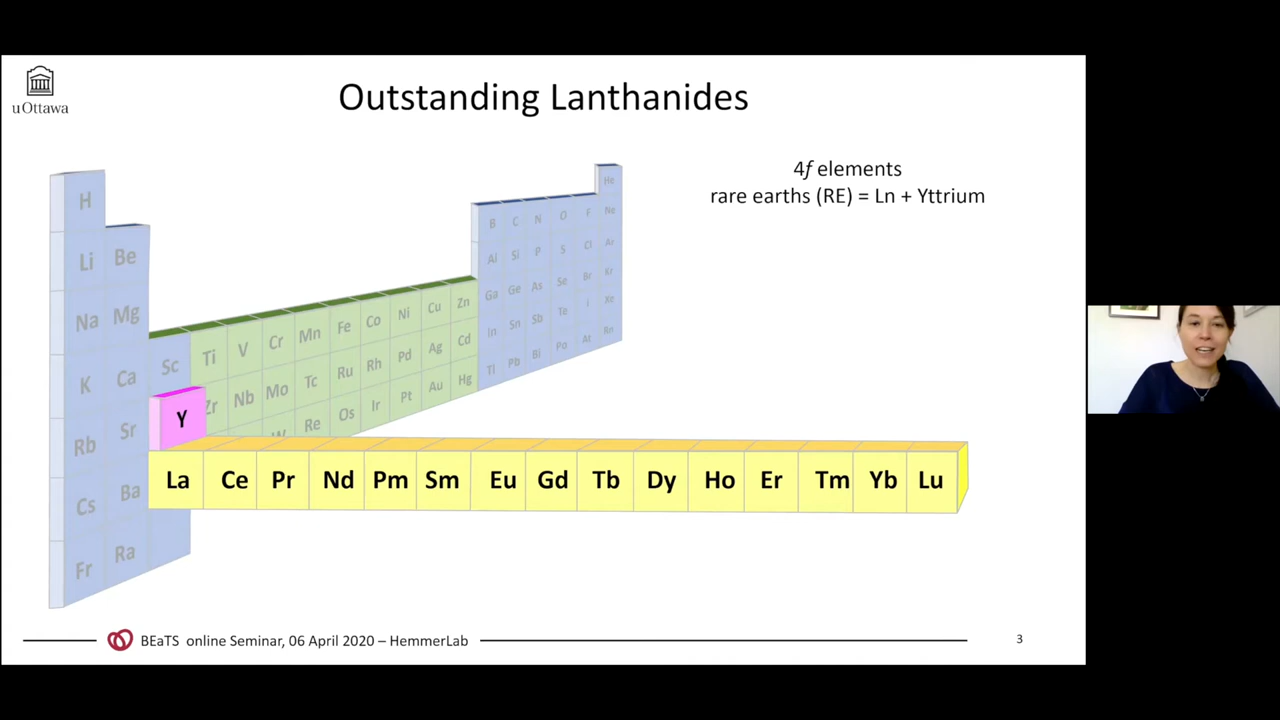 uOttawa
Outstanding Lanthanides
4f elements
rare earths (RE) = Ln + Yttrium
H He
Li Be B C N O F Ne
Na Mg Al Si P S Cl Ar
K Ca Sc Ti V Cr Mn Fe Co Ni Cu Zn Ga Ge As Se Br Kr
Rb Sr Y Zr Nb Mo Tc Ru Rh Pd Ag Cd In Sn Sb Te I Xe
Cs Ba W Re Os Ir Pt Au Hg Tl Pb Bi Po At Rn
Fr Ra
La Ce Pr Nd Pm Sm Eu Gd Tb Dy Ho Er Tm Yb Lu
BEaTS online Seminar, 06 April 2020 – HemmerLab
3